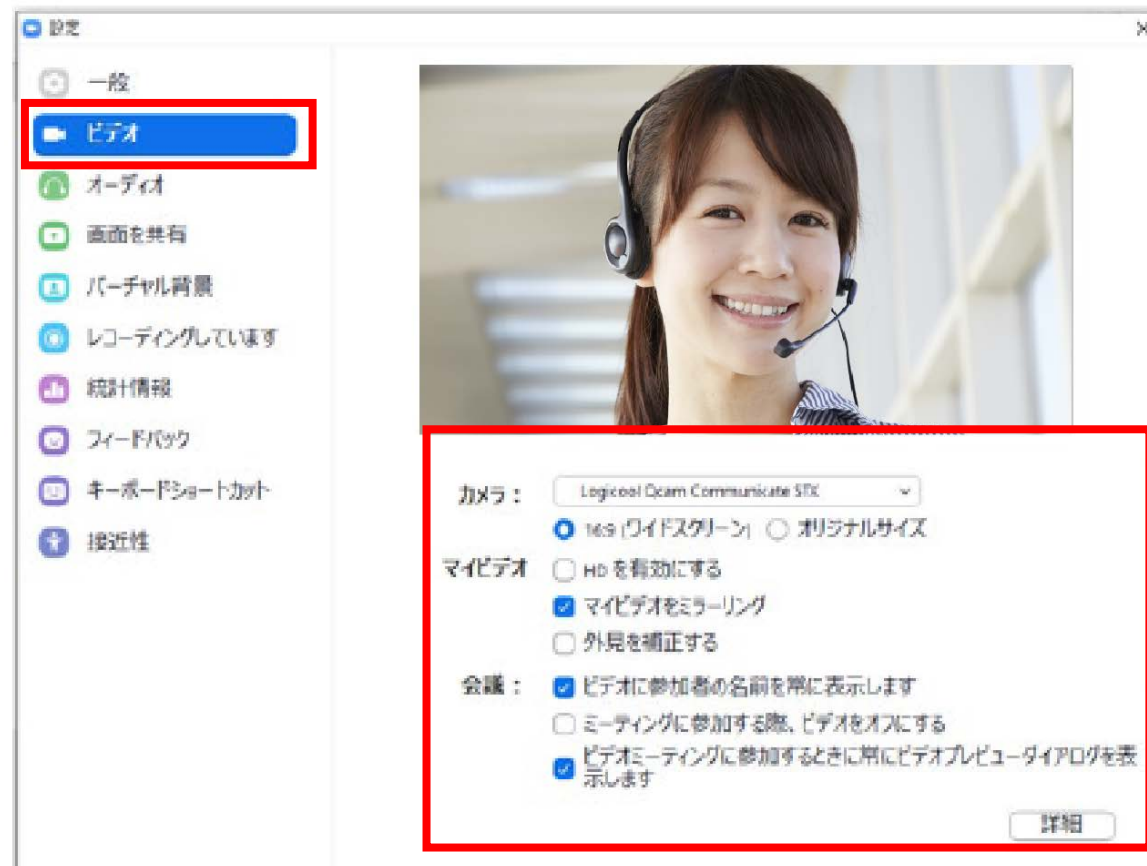 設定
一般
ビデオ
オーディオ
画面を共有
バーチャル背景
レコーディングしています
統計情報
フィードバック
キーボードショートカット
接近性
カメラ：
Logicool Qcam Communicate STX
16:9 (ワイドスクリーン) オリジナルサイズ
マイビデオ
HD を有効にする
マイビデオをミラーリング
外見を補正する
会議：
ビデオに参加者の名前を常に表示します
ミーティングに参加する際、ビデオをオフにする
ビデオミーティングに参加するときに常にビデオプレビューダイアログを表
示します
詳細